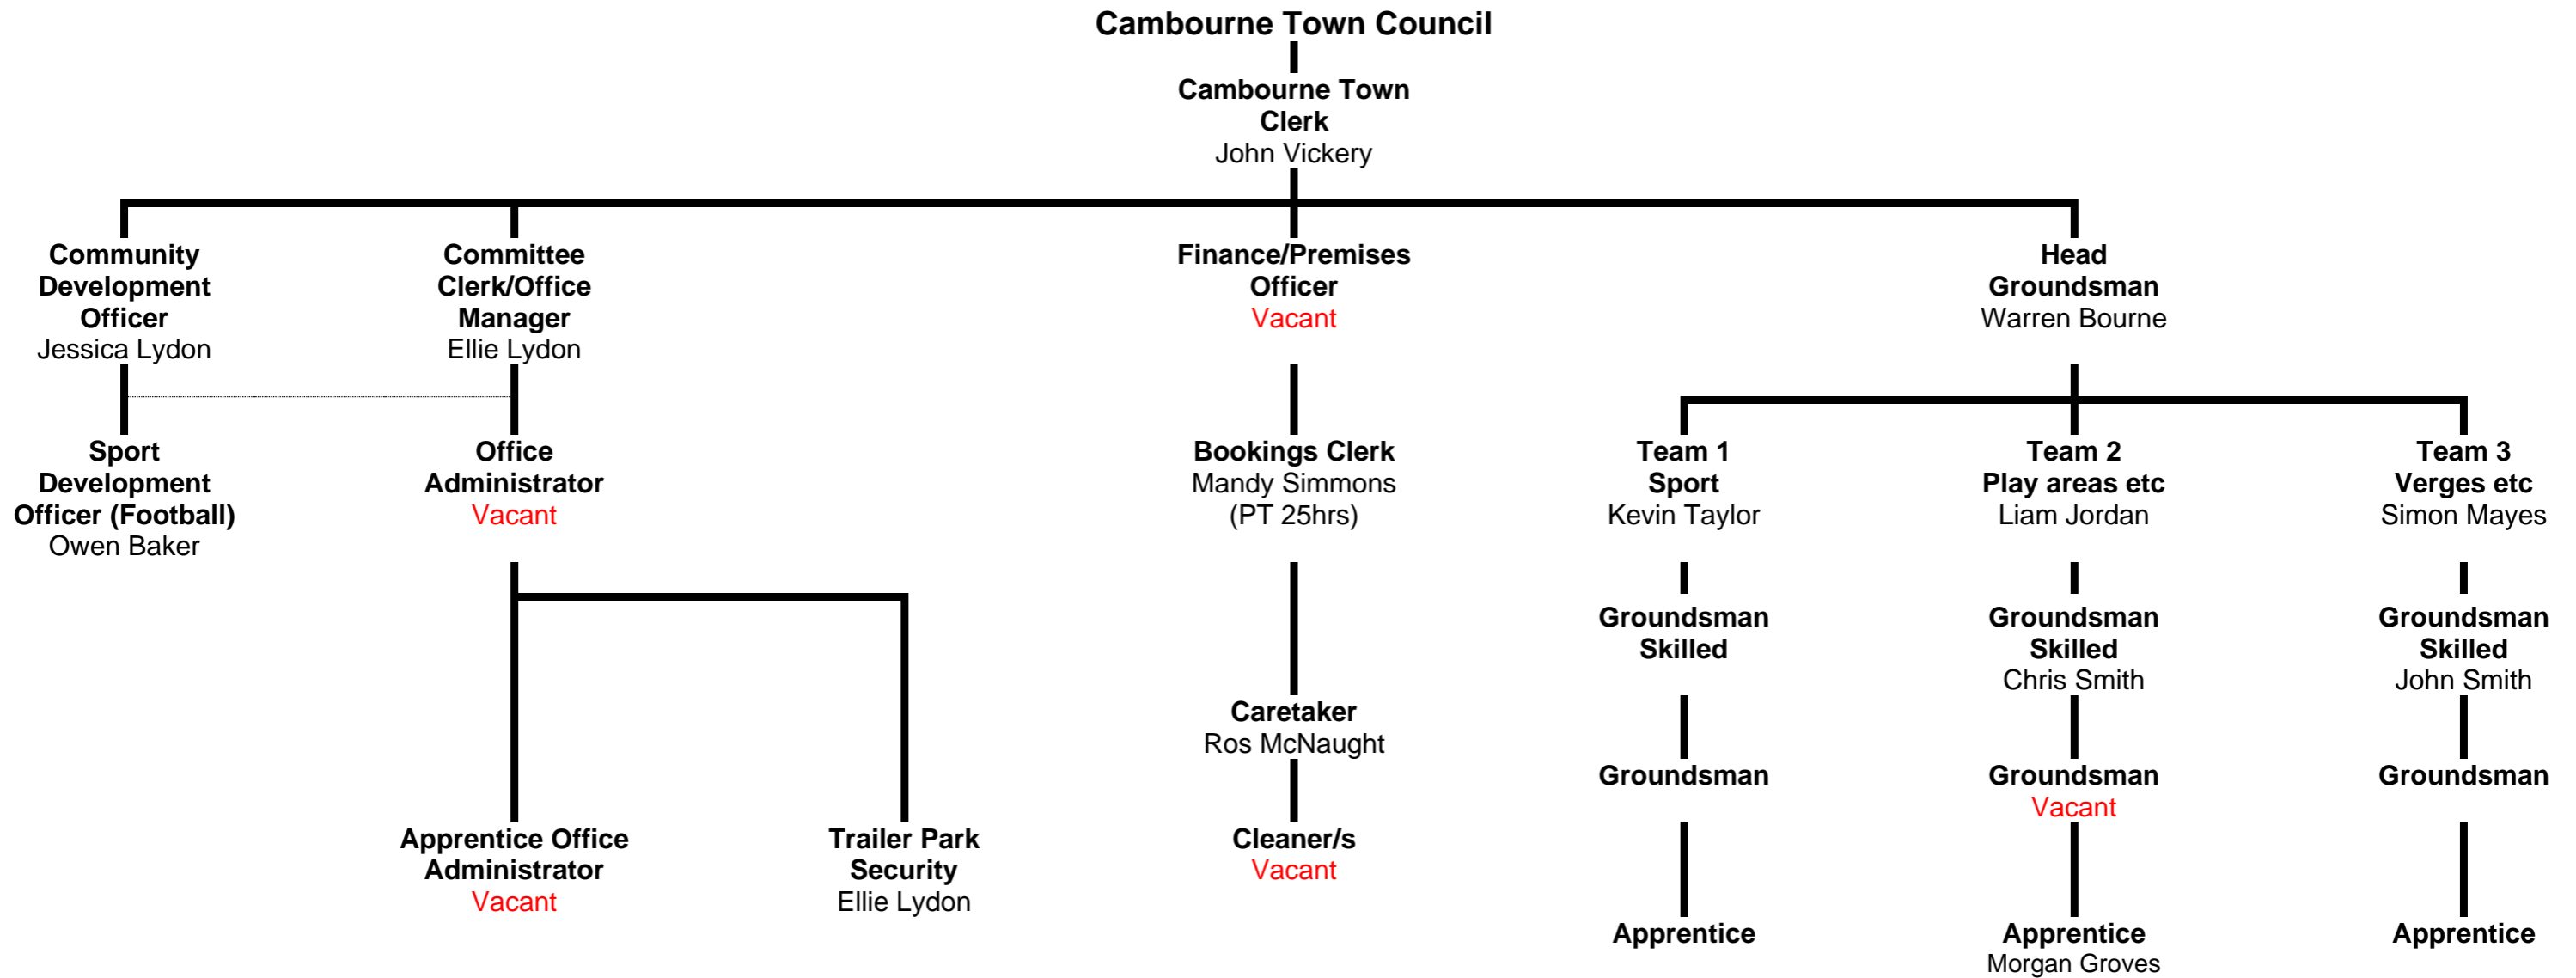 Cambourne Town Council
Cambourne Town
Clerk
John Vickery
Community
Development
Officer
Jessica Lydon
Committee
Clerk/Office
Manager
Ellie Lydon
Finance/Premises
Officer
Vacant
Head
Groundsman
Warren Bourne
Sport
Development
Officer (Football)
Owen Baker
Office
Administrator
Vacant
Bookings Clerk
Mandy Simmons
(PT 25hrs)
Team 1
Sport
Kevin Taylor
Team 2
Play areas etc
Liam Jordan
Team 3
Verges etc
Simon Mayes
Groundsman
Skilled
Groundsman
Skilled
Chris Smith
Groundsman
Skilled
John Smith
Caretaker
Ros McNaught
Groundsman
Groundsman
Vacant
Groundsman
Apprentice Office
Administrator
Vacant
Trailer Park
Security
Ellie Lydon
Cleaner/s
Vacant
Apprentice
Apprentice
Morgan Groves
Apprentice